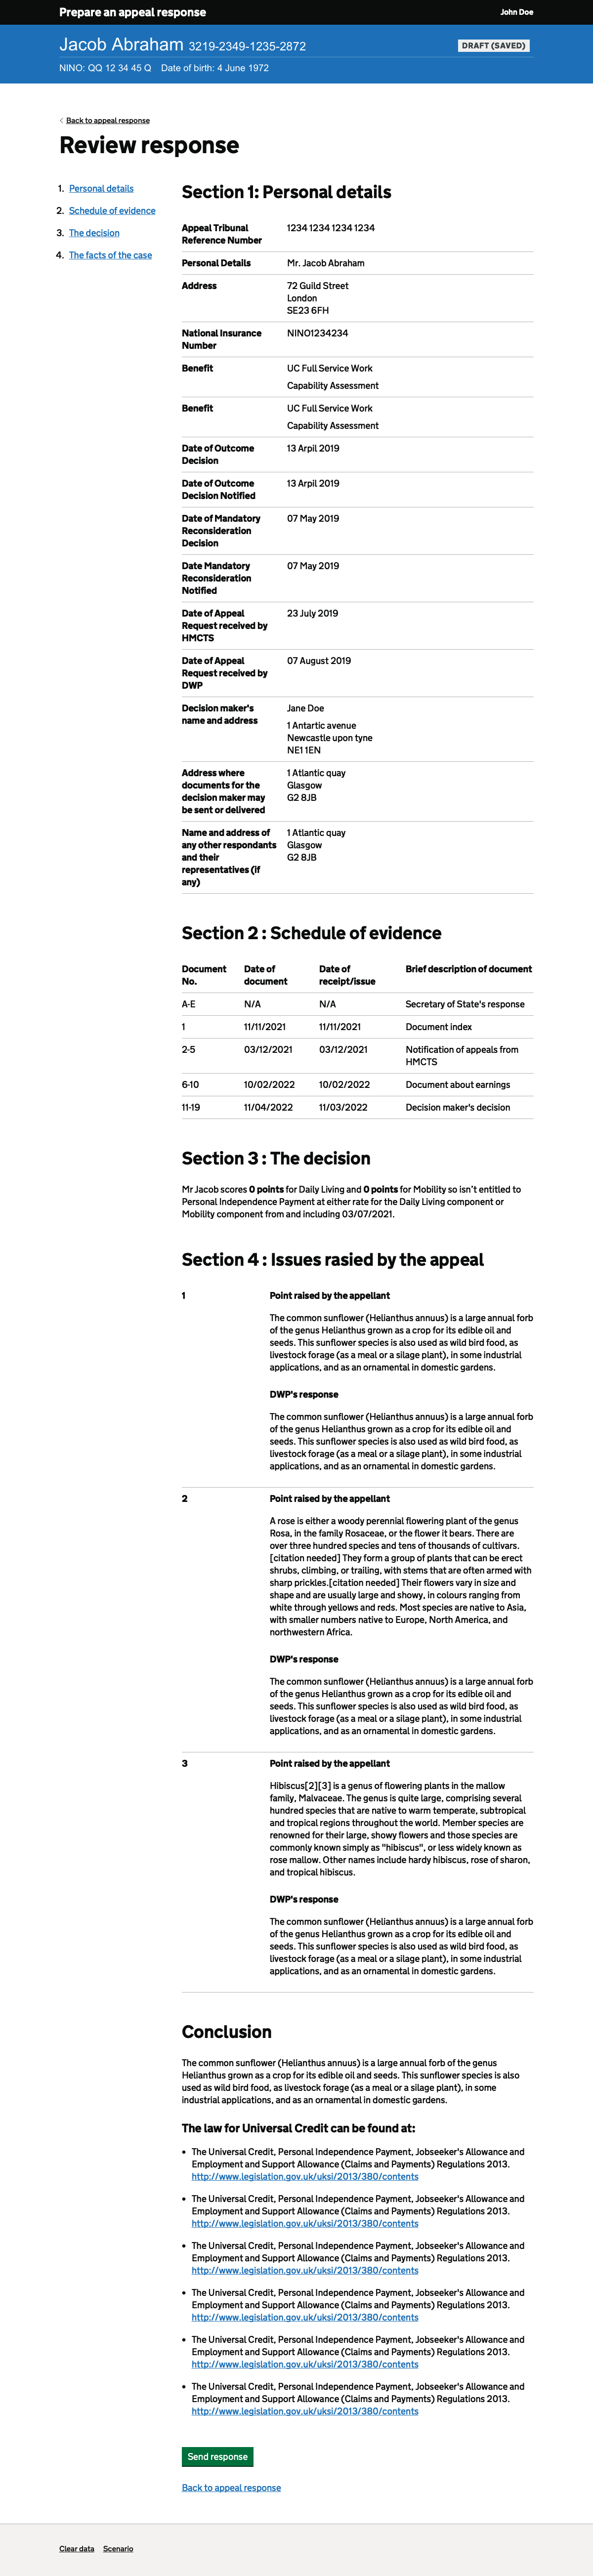 Prepare an appeal response John Doe
Jacob Abraham 3219-2349-1235-2872 DRAFT (SAVED)
NINO: QQ 12 34 45 Q Date of birth: 4 June 1972
Back to appeal response
Review response
1. Personal details
2. Schedule of evidence
3. The decision
4. The facts of the case
Section 1: Personal details
Appeal Tribunal 1234 1234 1234 1234
Reference Number
Personal Details Mr. Jacob Abraham
Address 72 Guild Street
London
SE23 6FH
National Insurance NINO1234234
Number
Benefit UC Full Service Work
Capability Assessment
Benefit UC Full Service Work
Capability Assessment
Date of Outcome 13 Arpil 2019
Decision
Date of Outcome 13 Arpil 2019
Decision Notified
Date of Mandatory 07 May 2019
Reconsideration
Decision
Date Mandatory 07 May 2019
Reconsideration
Notified
Date of Appeal 23 July 2019
Request received by
HMCTS
Date of Appeal 07 August 2019
Request received by
DWP
Decision maker's Jane Doe
name and address
1 Antartic avenue
Newcastle upon tyne
NE1 1EN
Address where 1 Atlantic quay
documents for the Glasgow
decision maker may G2 8JB
be sent or delivered
Name and address of 1 Atlantic quay
any other respondants Glasgow
and their G2 8JB
representatives (if
any)
Section 2 : Schedule of evidence
Document Date of Date of Brief description of document
No. document receipt/issue
A-E N/A N/A Secretary of State's response
1 11/11/2021 11/11/2021 Document index
2-5 03/12/2021 03/12/2021 Notification of appeals from
HMCTS
6-10 10/02/2022 10/02/2022 Document about earnings
11-19 11/04/2022 11/03/2022 Decision maker's decision
Section 3 : The decision
Mr Jacob scores 0 points for Daily Living and 0 points for Mobility so isn't entitled to
Personal Independence Payment at either rate for the Daily Living component or
Mobility component from and including 03/07/2021.
Section 4 : Issues rasied by the appeal
1 Point raised by the appellant
The common sunflower (Helianthus annuus) is a large annual forb
of the genus Helianthus grown as a crop for its edible oil and
seeds. This sunflower species is also used as wild bird food, as
livestock forage (as a meal or a silage plant), in some industrial
applications, and as an ornamental in domestic gardens.
DWP's response
The common sunflower (Helianthus annuus) is a large annual forb
of the genus Helianthus grown as a crop for its edible oil and
seeds. This sunflower species is also used as wild bird food, as
livestock forage (as a meal or a silage plant), in some industrial
applications, and as an ornamental in domestic gardens.
2 Point raised by the appellant
A rose is either a woody perennial flowering plant of the genus
Rosa, in the family Rosaceae, or the flower it bears. There are
over three hundred species and tens of thousands of cultivars.
[citation needed] They form a group of plants that can be erect
shrubs, climbing, or trailing, with stems that are often armed with
sharp prickles.[citation needed] Their flowers vary in size and
shape and are usually large and showy, in colours ranging from
white through yellows and reds. Most species are native to Asia,
with smaller numbers native to Europe, North America, and
northwestern Africa.
DWP's response
The common sunflower (Helianthus annuus) is a large annual forb
of the genus Helianthus grown as a crop for its edible oil and
seeds. This sunflower species is also used as wild bird food, as
livestock forage (as a meal or a silage plant), in some industrial
applications, and as an ornamental in domestic gardens.
3 Point raised by the appellant
Hibiscus[2][3] is a genus of flowering plants in the mallow
family, Malvaceae. The genus is quite large, comprising several
hundred species that are native to warm temperate, subtropical
and tropical regions throughout the world. Member species are
renowned for their large, showy flowers and those species are
commonly known simply as "hibiscus", or less widely known as
rose mallow. Other names include hardy hibiscus, rose of sharon,
and tropical hibiscus.
DWP's response
The common sunflower (Helianthus annuus) is a large annual forb
of the genus Helianthus grown as a crop for its edible oil and
seeds. This sunflower species is also used as wild bird food, as
livestock forage (as a meal or a silage plant), in some industrial
applications, and as an ornamental in domestic gardens.
Conclusion
The common sunflower (Helianthus annuus) is a large annual forb of the genus
Helianthus grown as a crop for its edible oil and seeds. This sunflower species is also
used as wild bird food, as livestock forage (as a meal or a silage plant), in some
industrial applications, and as an ornamental in domestic gardens.
The law for Universal Credit can be found at:
• The Universal Credit, Personal Independence Payment, Jobseeker's Allowance and
Employment and Support Allowance (Claims and Payments) Regulations 2013.
http://www.legislation.gov.uk/uksi/2013/380/contents
• The Universal Credit, Personal Independence Payment, Jobseeker's Allowance and
Employment and Support Allowance (Claims and Payments) Regulations 2013.
http://www.legislation.gov.uk/uksi/2013/380/contents
• The Universal Credit, Personal Independence Payment, Jobseeker's Allowance and
Employment and Support Allowance (Claims and Payments) Regulations 2013.
http://www.legislation.gov.uk/uksi/2013/380/contents
• The Universal Credit, Personal Independence Payment, Jobseeker's Allowance and
Employment and Support Allowance (Claims and Payments) Regulations 2013.
http://www.legislation.gov.uk/uksi/2013/380/contents
• The Universal Credit, Personal Independence Payment, Jobseeker's Allowance and
Employment and Support Allowance (Claims and Payments) Regulations 2013.
http://www.legislation.gov.uk/uksi/2013/380/contents
• The Universal Credit, Personal Independence Payment, Jobseeker's Allowance and
Employment and Support Allowance (Claims and Payments) Regulations 2013.
http://www.legislation.gov.uk/uksi/2013/380/contents
Send response
Back to appeal response
Clear data Scenario